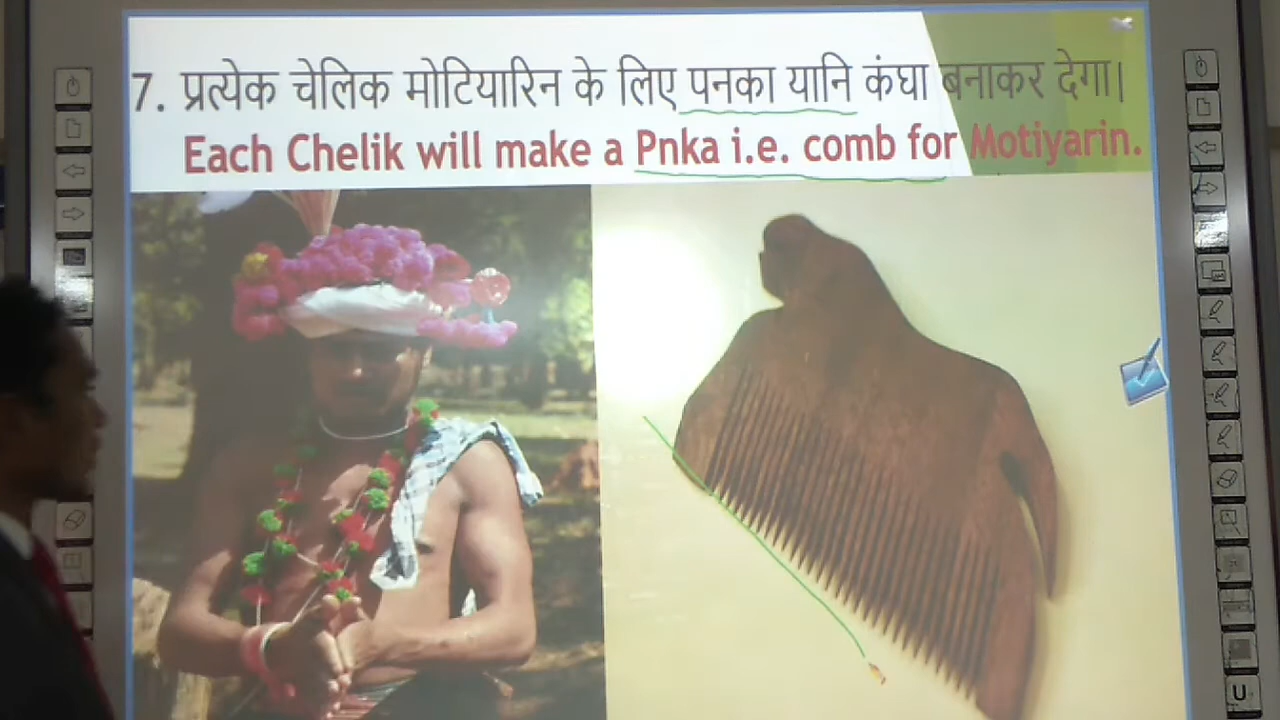 7. प्रत्येक चेलिक मोटियारिन के लिए पनका यानि कंघा बनाकर देगा।
Each Chelik will make a Pnka i.e. comb for Motiyarin.
U